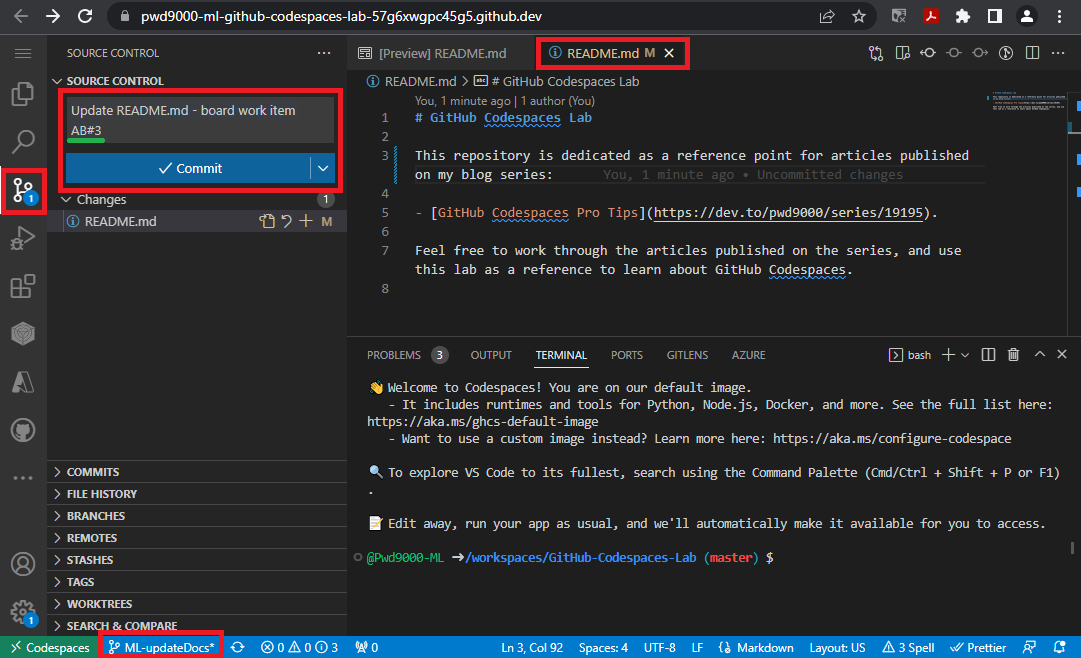 pwd9000-ml-github-codespaces-lab-57g6xwgpc45g5.github.dev
SOURCE CONTROL
SOURCE CONTROL
Update README.md - board work item
AB#3
Commit
Changes
1
README.md
M
1
COMMITS
FILE HISTORY
BRANCHES
REMOTES
STASHES
TAGS
WORKTREES
SEARCH & COMPARE
1
[Preview] README.md
README.md M
README.md > # GitHub Codespaces Lab
You, 1 minute ago | 1 author (You)
1 # GitHub Codespaces Lab
2
3 This repository is dedicated as a reference point for articles published
on my blog series: You, 1 minute ago • Uncommitted changes
4
5 - [GitHub Codespaces Pro Tips](https://dev.to/pwd9000/series/19195).
6
7 Feel free to work through the articles published on the series, and use
this lab as a reference to learn about GitHub Codespaces.
8
PROBLEMS 3 OUTPUT TERMINAL PORTS GITLENS AZURE
bash
👋 Welcome to Codespaces! You are on our default image.
- It includes runtimes and tools for Python, Node.js, Docker, and more. See the full list here:
https://aka.ms/ghcs-default-image
- Want to use a custom image instead? Learn more here: https://aka.ms/configure-codespace
🔍 To explore VS Code to its fullest, search using the Command Palette (Cmd/Ctrl + Shift + P or F1)
.
📝 Edit away, run your app as usual, and we'll automatically make it available for you to access.
@Pwd9000-ML ➜/workspaces/GitHub-Codespaces-Lab (master) $
Codespaces ML-updateDocs* 0 0 3 0 Ln 3, Col 92 Spaces: 4 UTF-8 LF Markdown Layout: US 3 Spell Prettier